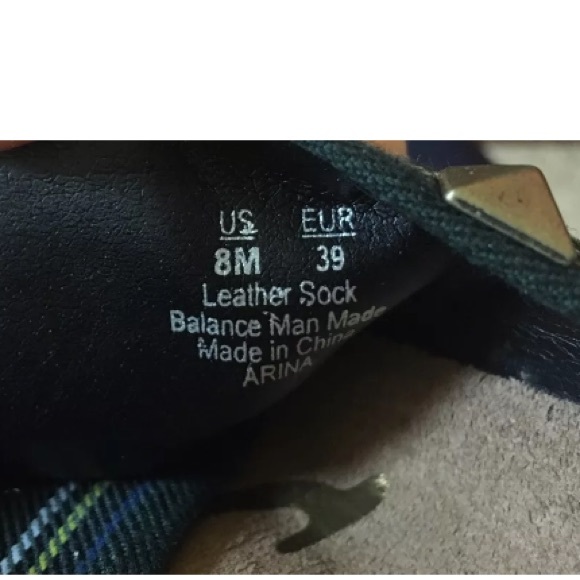 US EUR
8M 39
Leather Sock
Balance Man Made
Made in China
ARINA